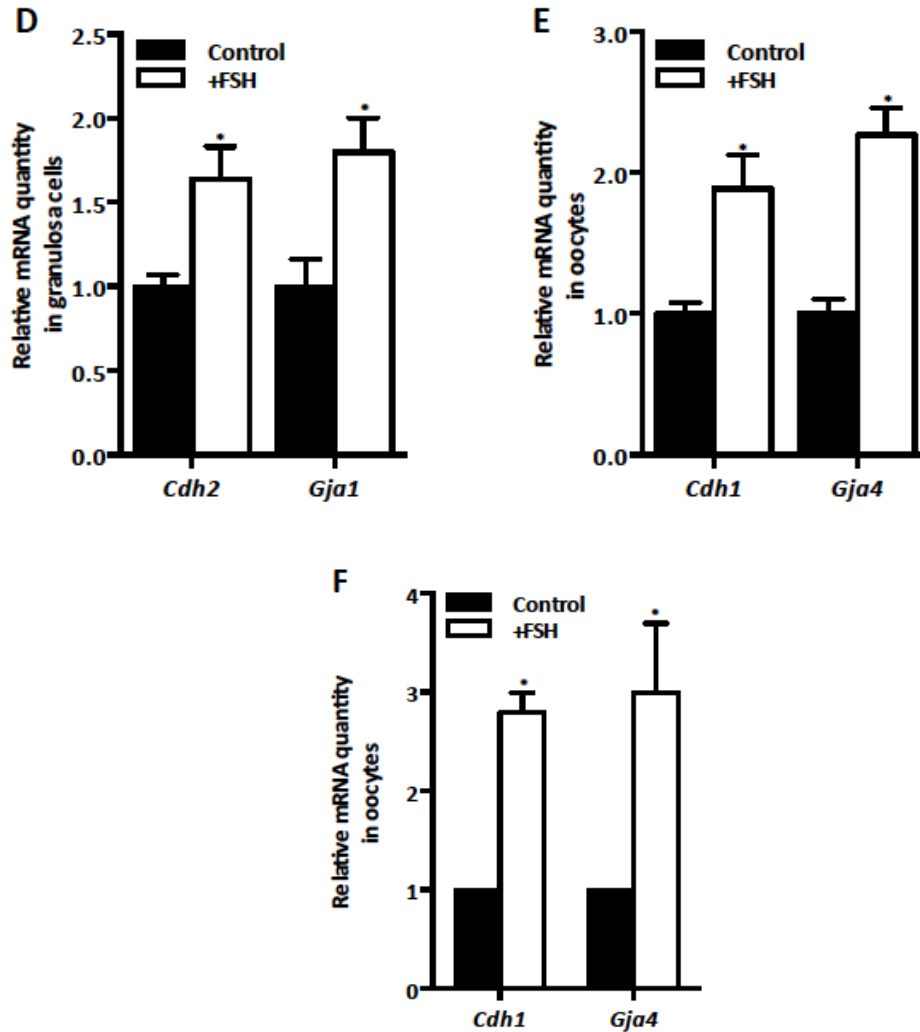 D
2.5
2.0
1.5
1.0
0.5
0.0
Relative mRNA quantity
in granulosa cells
Control
+FSH
*
*
Cdh2
Gja1
E
3.0
2.0
1.0
0.0
Relative mRNA quantity
in oocytes
Control
+FSH
*
*
Cdh1
Gja4
F
4
3
2
1
0
Relative mRNA quantity
in oocytes
Control
+FSH
*
*
Cdh1
Gja4